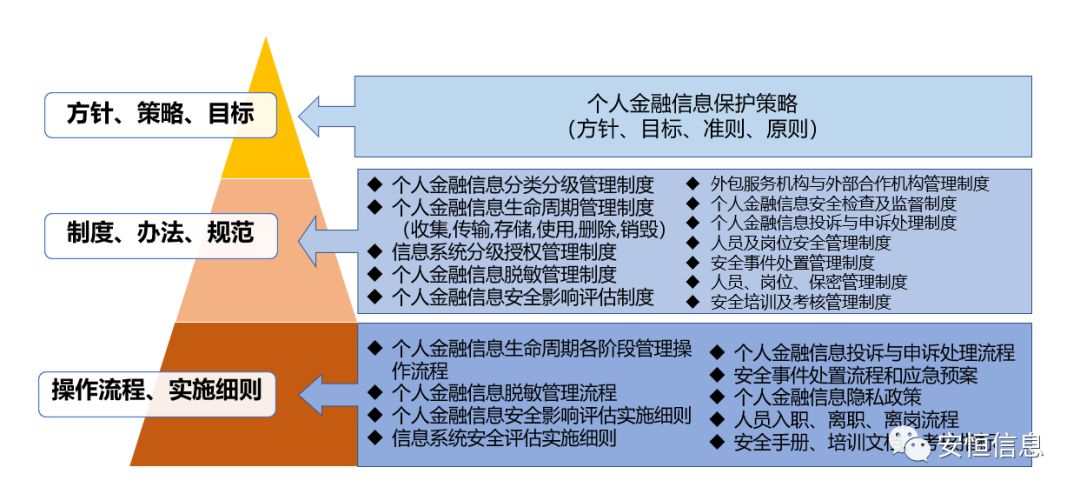 方针、策略、目标
个人金融信息保护策略
（方针、目标、准则、原则）
制度、办法、规范
◆ 个人金融信息分类分级管理制度
◆ 个人金融信息生命周期管理制度
（收集,传输,存储,使用,删除,销毁）
◆ 信息系统分级授权管理制度
◆ 个人金融信息脱敏管理制度
◆ 个人金融信息安全影响评估制度
◆ 外包服务机构与外部合作机构管理制度
◆ 个人金融信息安全检查及监督制度
◆ 个人金融信息投诉与申诉处理制度
◆ 人员及岗位安全管理制度
◆ 安全事件处置管理制度
◆ 人员、岗位、保密管理制度
◆ 安全培训及考核管理制度
操作流程、实施细则
◆ 个人金融信息生命周期各阶段管理操
作流程
◆ 个人金融信息脱敏管理流程
◆ 个人金融信息安全影响评估实施细则
◆ 信息系统安全评估实施细则
◆ 个人金融信息投诉与申诉处理流程
◆ 安全事件处置流程和应急预案
◆ 个人金融信息隐私政策
◆ 人员入职、离职、离岗流程
◆ 安全手册、培训文
安恒信息